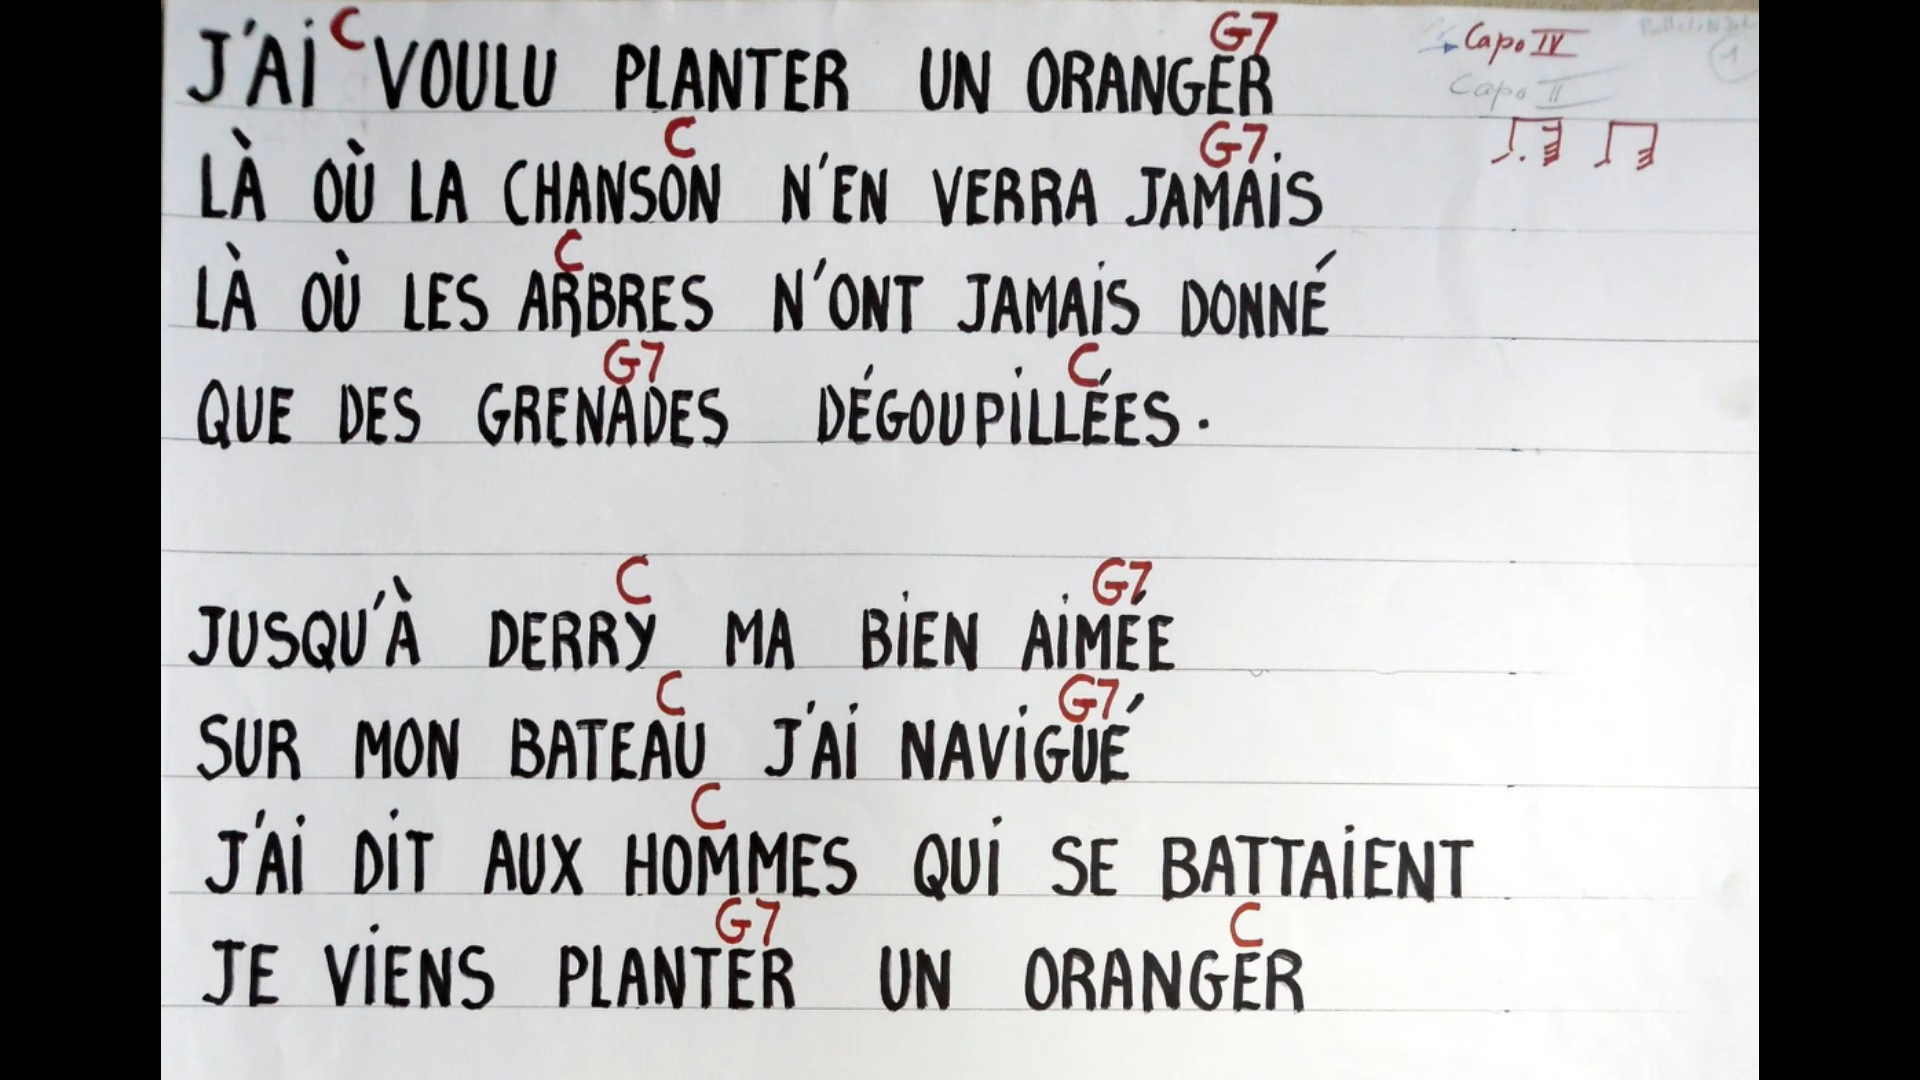 C G7
J'AI VOULU PLANTER UN ORANGER
Capo IV
Capo II
C G7
LÀ OÙ LA CHANSON N'EN VERRA JAMAIS
C
LÀ OÙ LES ARBRES N'ONT JAMAIS DONNÉ
G7 C
QUE DES GRENADES DÉGOUPILLÉES.
C G7
JUSQU'À DERRY MA BIEN AIMÉE
C G7
SUR MON BATEAU J'AI NAVIGUÉ
C
J'AI DIT AUX HOMMES QUI SE BATTAIENT
G7 C
JE VIENS PLANTER UN ORANGER